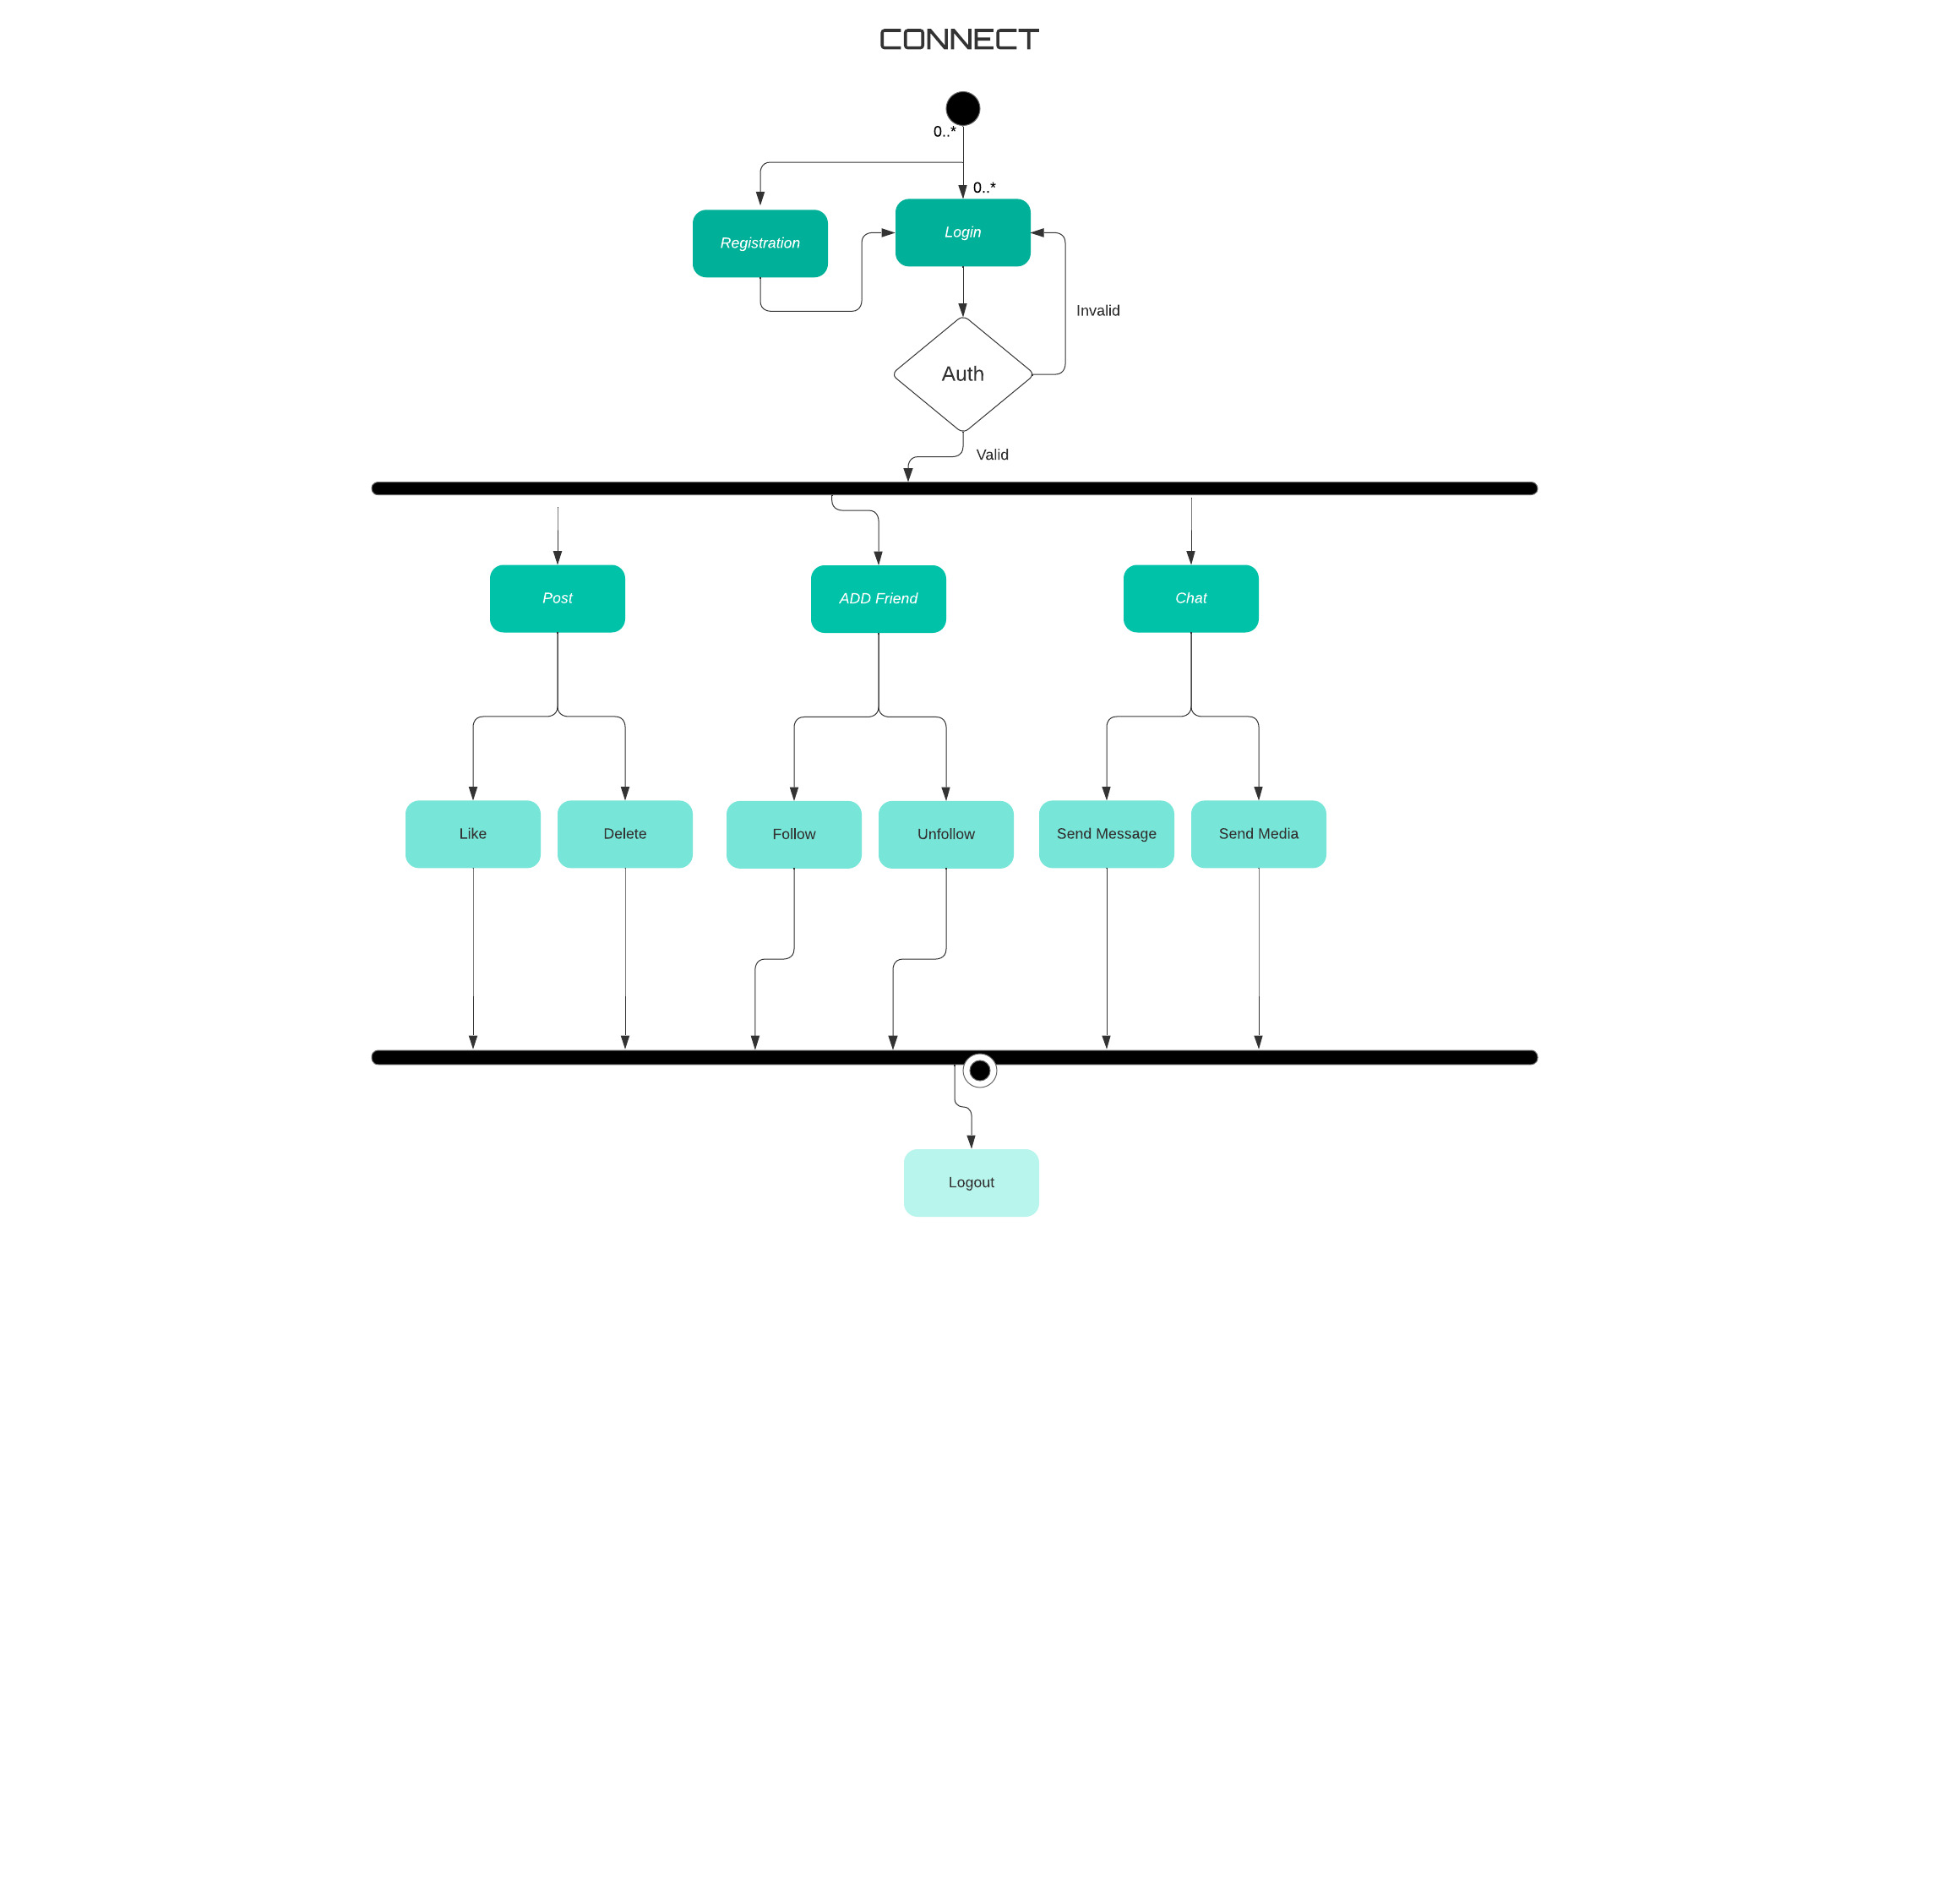 CONNECT
0..*
0..*
Login
Registration
Invalid
Auth
Valid
Post
ADD Friend
Chat
Like
Delete
Follow
Unfollow
Send Message
Send Media
Logout